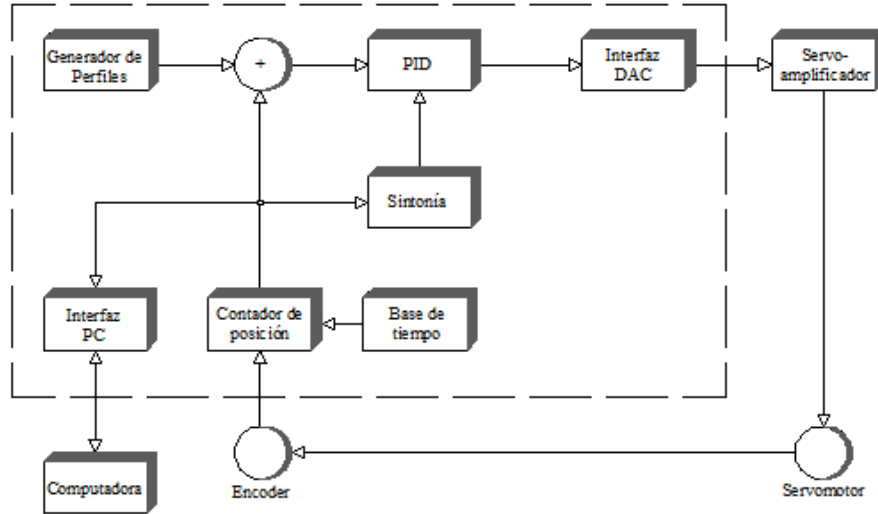 Generador de
Perfiles
+
PID
Interfaz
DAC
Servo-
amplificador
Sintonía
Interfaz
PC
Contador de
posición
Base de
tiempo
Computadora
Encoder
Servomotor